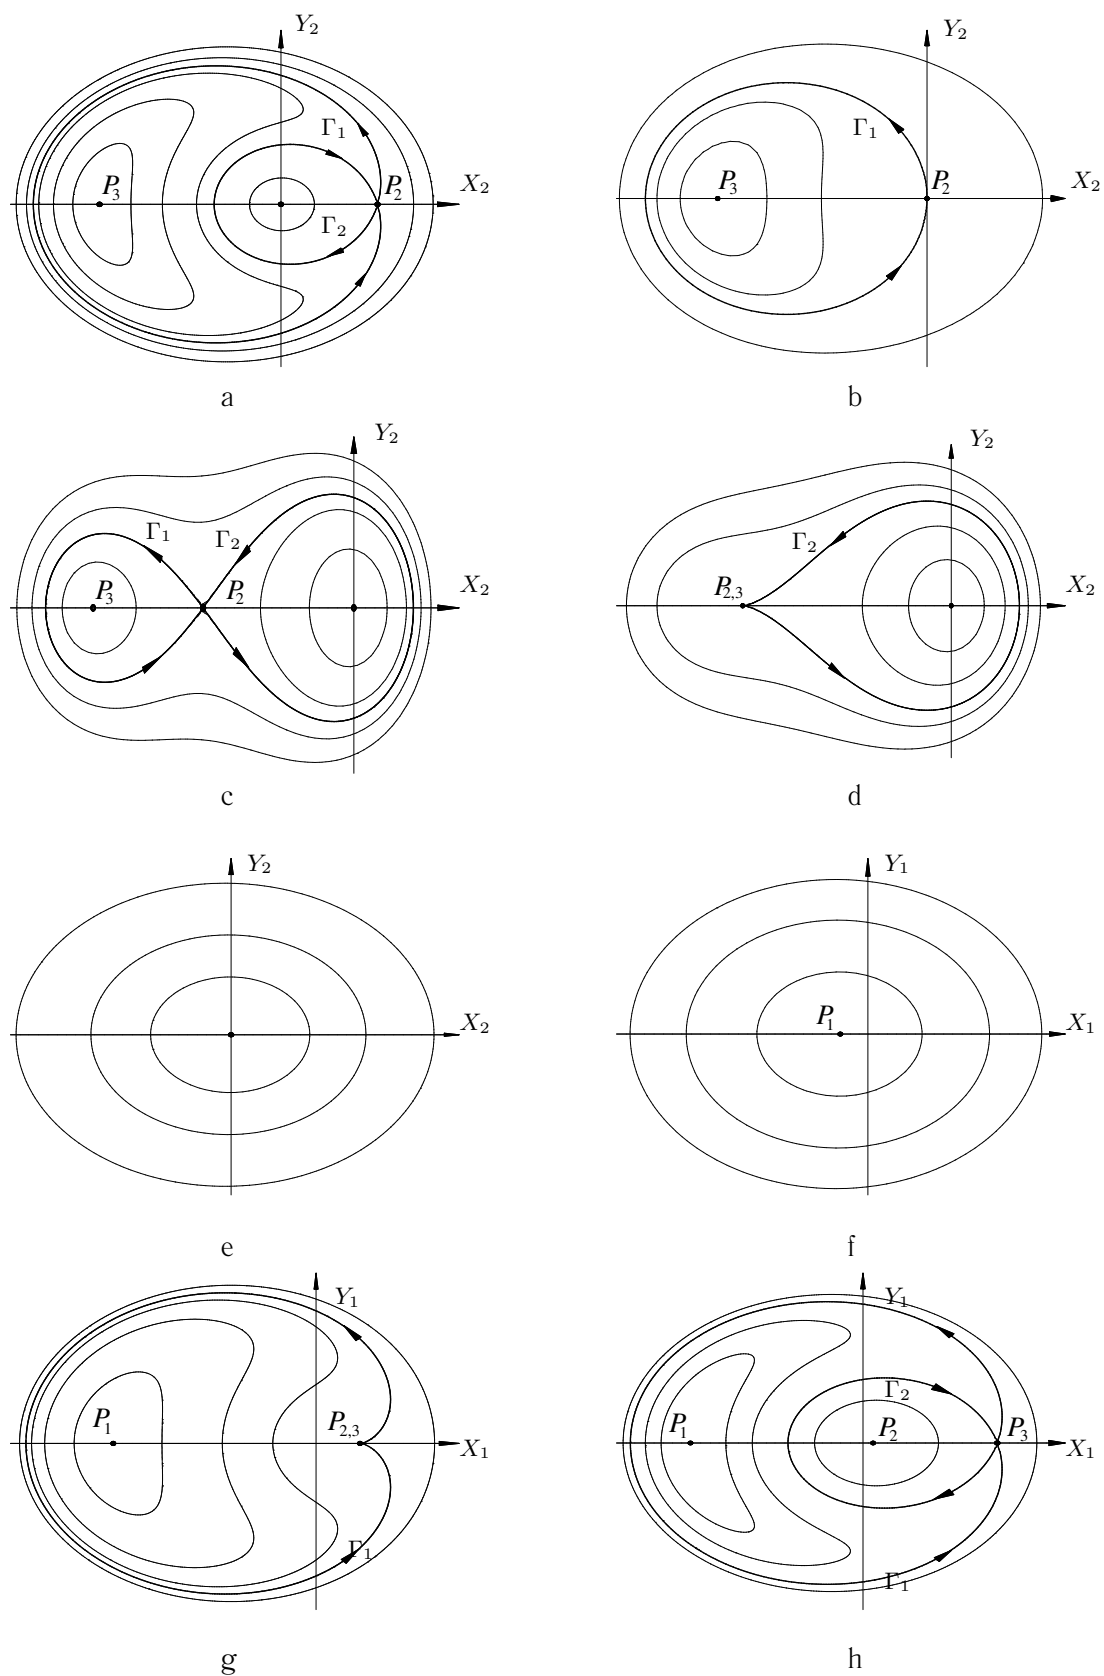 Y₂
Γ₁
P₃
P₂
X₂
Γ₂
a
Y₂
Γ₁
P₃
P₂
X₂
b
Y₂
Γ₁
Γ₂
P₃
P₂
X₂
c
Y₂
Γ₂
P₂,₃
X₂
d
Y₂
X₂
e
Y₁
P₁
X₁
f
Y₁
P₁
P₂,₃
X₁
Γ₁
g
Y₁
Γ₂
P₁
P₂
P₃
X₁
Γ₁
h